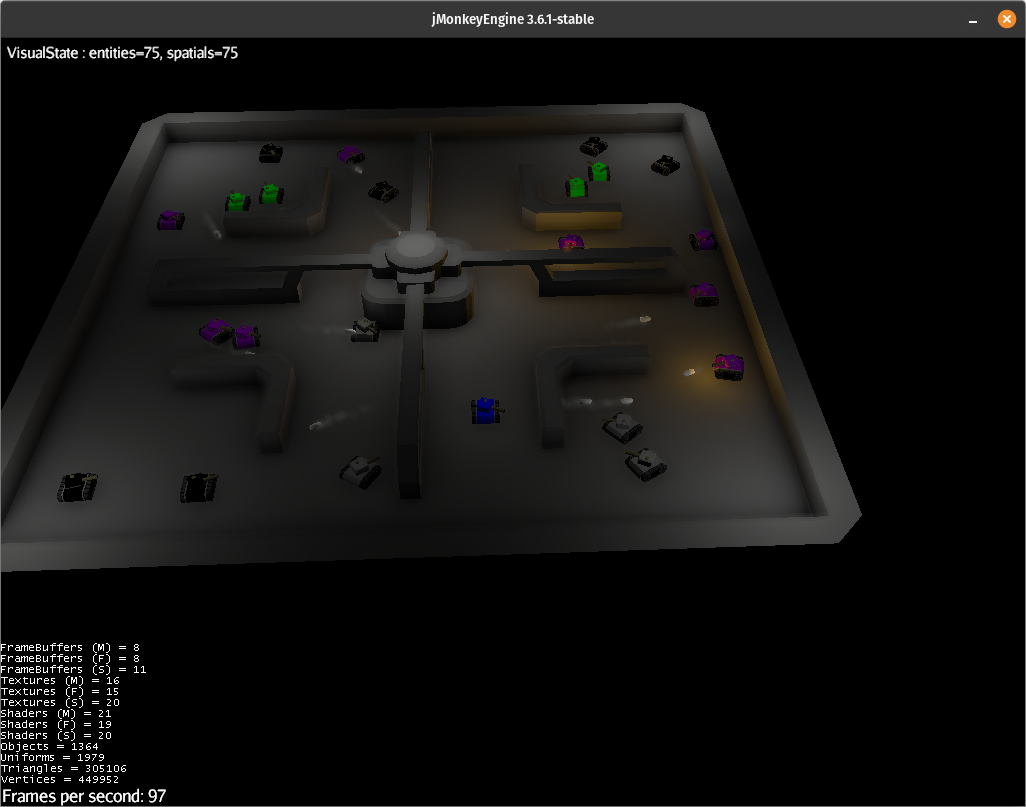 jMonkeyEngine 3.6.1-stable
VisualState : entities=75, spatials=75
FrameBuffers (M) = 8
FrameBuffers (F) = 8
FrameBuffers (S) = 11
Textures (M) = 16
Textures (F) = 15
Textures (S) = 20
Shaders (M) = 21
Shaders (F) = 19
Shaders (S) = 20
Objects = 1364
Uniforms = 1979
Triangles = 305106
Vertices = 449952
Frames per second: 97